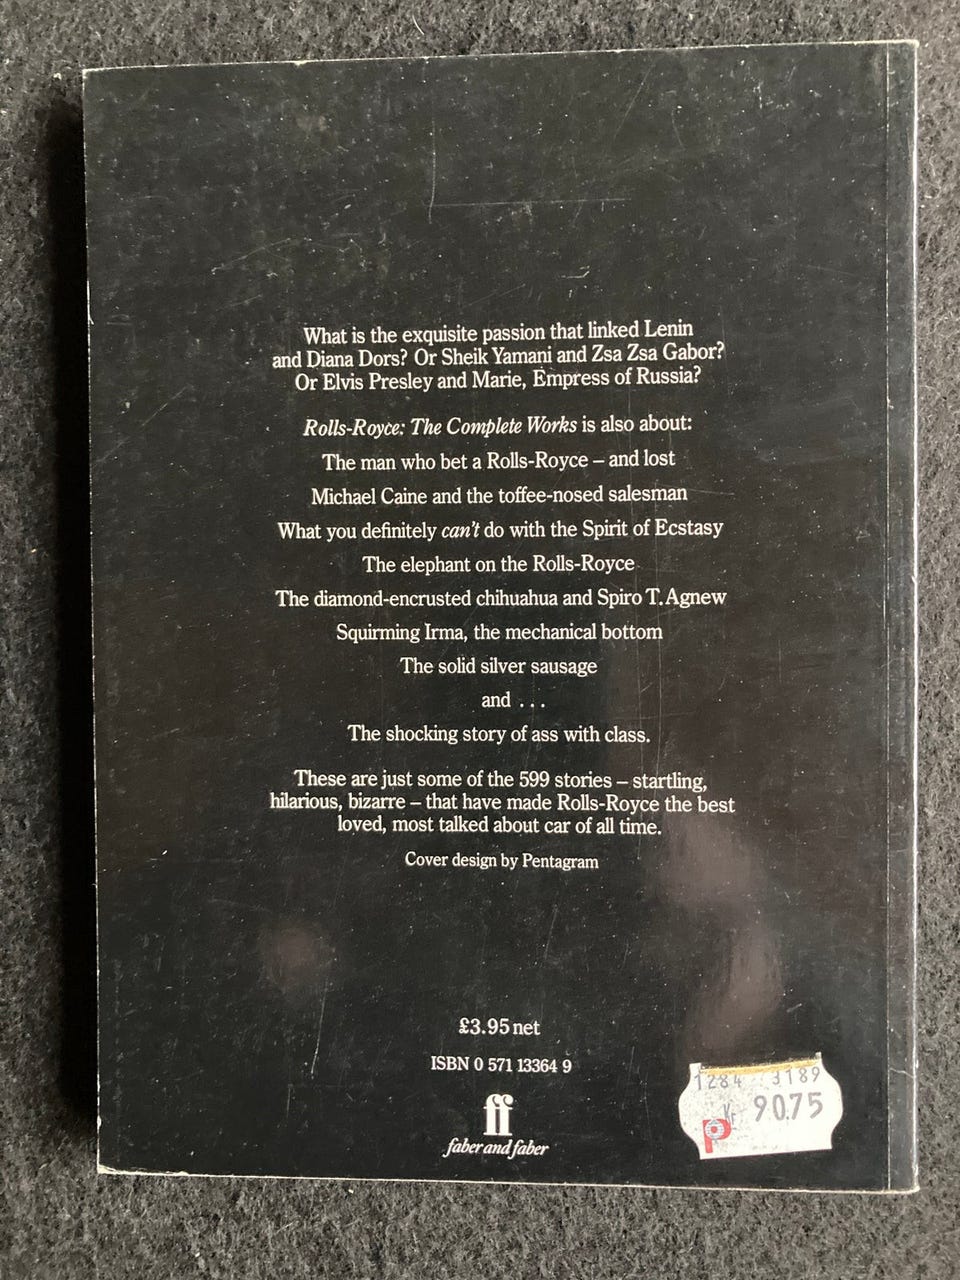 What is the exquisite passion that linked Lenin
and Diana Dors? Or Sheik Yamani and Zsa Zsa Gabor?
Or Elvis Presley and Marie, Empress of Russia?
Rolls-Royce: The Complete Works is also about:
The man who bet a Rolls-Royce – and lost
Michael Caine and the toffee-nosed salesman
What you definitely can't do with the Spirit of Ecstasy
The elephant on the Rolls-Royce
The diamond-encrusted chihuahua and Spiro T. Agnew
Squirming Irma, the mechanical bottom
The solid silver sausage
and ...
The shocking story of ass with class.
These are just some of the 599 stories – startling,
hilarious, bizarre – that have made Rolls-Royce the best
loved, most talked about car of all time.
Cover design by Pentagram
£3.95 net
ISBN 0 571 13364 9
ff
faber and faber
1284 3189
Kr 90.75
P